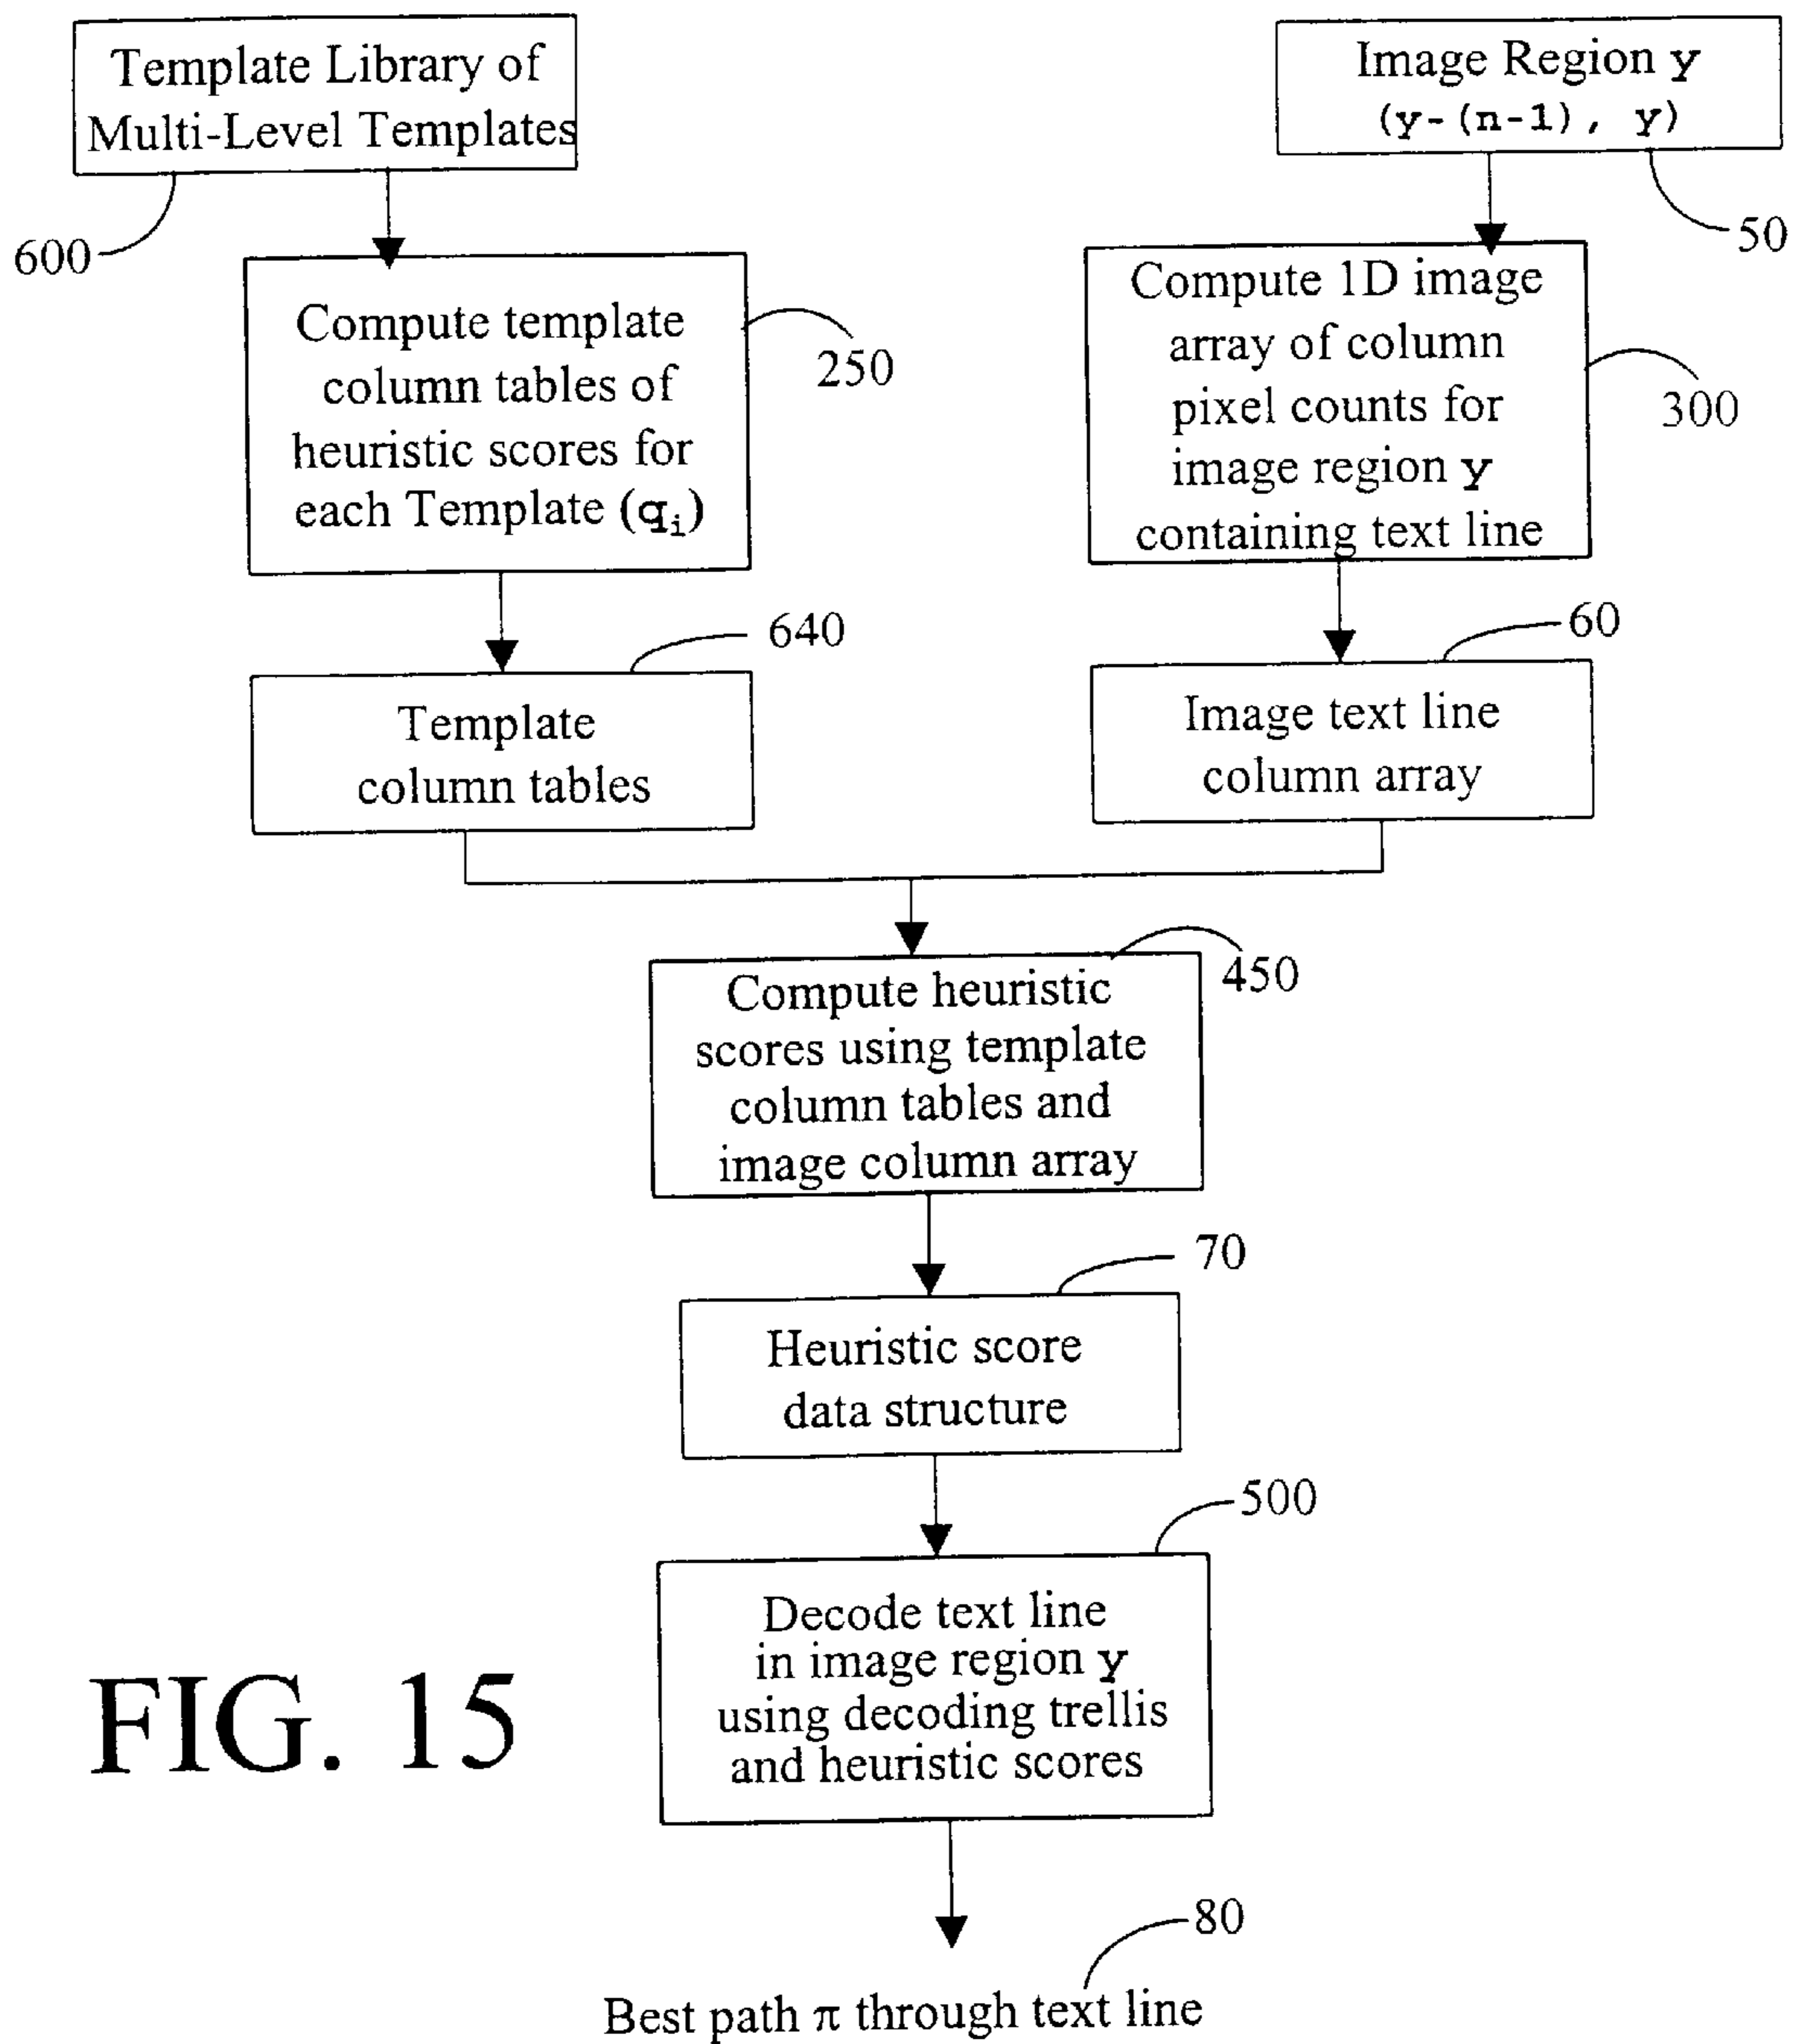 Template Library of
Multi-Level Templates
600
Image Region y
(y-(n-1), y)
50
Compute template
column tables of
heuristic scores for
each Template (qᵢ)
250
Compute 1D image
array of column
pixel counts for
image region y
containing text line
300
640
Template
column tables
60
Image text line
column array
450
Compute heuristic
scores using template
column tables and
image column array
70
Heuristic score
data structure
500
Decode text line
in image region y
using decoding trellis
and heuristic scores
FIG. 15
80
Best path π through text line